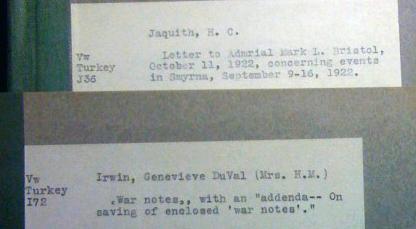 Jaquith, H. C.
Vw Letter to Admrial Mark L. Bristol,
Turkey October 11, 1922, concerning events
J36 in Smyrna, September 9-16, 1922.
Vw Irwin, Genevieve DuVal (Mrs. H.M.)
Turkey
I72 „War notes„, with an "addenda-- On
saving of enclosed 'war notes'."